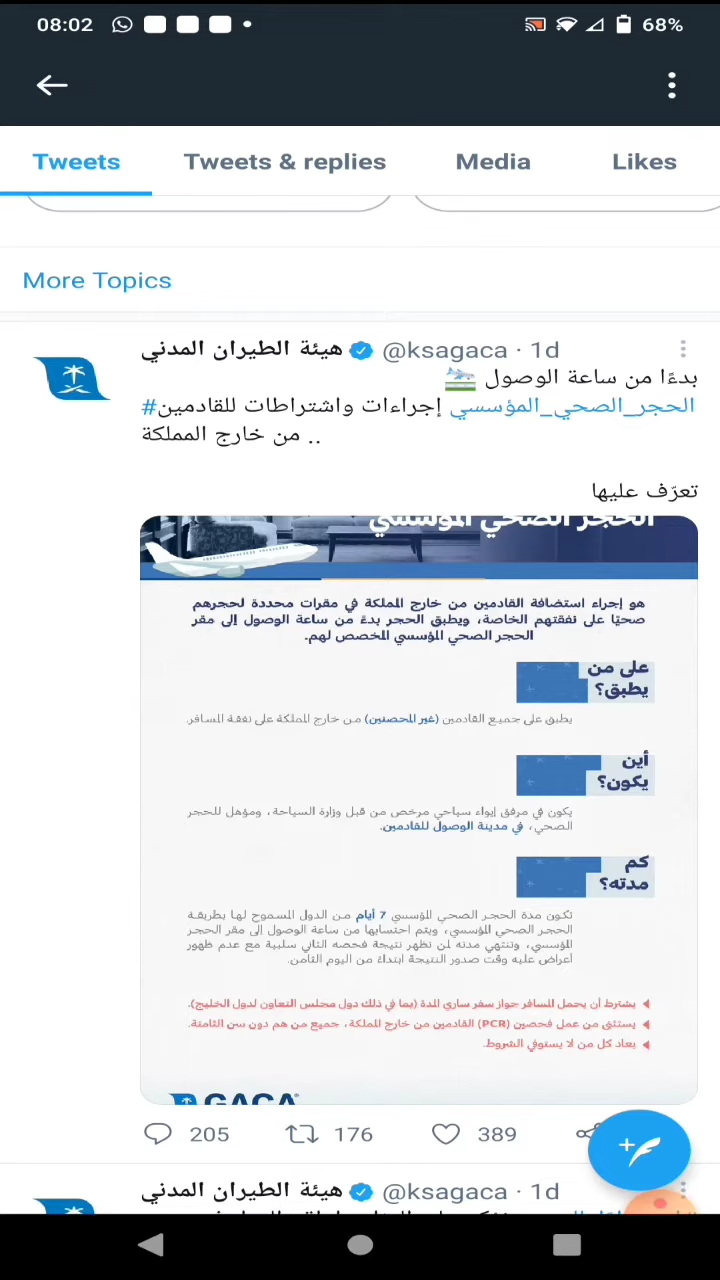 08:02
68%
Tweets
Tweets & replies
Media
Likes
More Topics
هيئة الطيران المدني @ksagaca · 1d
بدءًا من ساعة الوصول
#الحجر_الصحي_المؤسسي إجراءات واشتراطات للقادمين
من خارج المملكة ..
تعرّف عليها
الحجر الصحي المؤسسي
هو إجراء استضافة القادمين من خارج المملكة في مقرات محددة لحجرهم
صحيًا على نفقتهم الخاصة، ويطبق الحجر بدءً من ساعة الوصول إلى مقر
الحجر الصحي المؤسسي المخصص لهم.
على من
يطبق؟
يطبق على جميع القادمين (غير المحصنين) من خارج المملكة على نفقة المسافر.
أين
يكون؟
يكون في مرفق إيواء سياحي مرخص من قبل وزارة السياحة، ومؤهل للحجر
الصحي، في مدينة الوصول للقادمين.
كم
مدته؟
تكون مدة الحجر الصحي المؤسسي 7 أيام من الدول المسموح لها بطريقة
الحجر الصحي المؤسسي، ويتم احتسابها من ساعة الوصول إلى مقر الحجر
المؤسسي، وتنتهي مدته لمن تظهر نتيجة فحصه الثاني سلبية مع عدم ظهور
أعراض عليه وقت صدور النتيجة ابتداءً من اليوم الثامن.
يشترط أن يحمل المسافر جواز سفر ساري المدة (بما في ذلك دول مجلس التعاون لدول الخليج).
يستثنى من عمل فحصين (PCR) القادمين من خارج المملكة، جميع من هم دون سن الثامنة.
يعاد كل من لا يستوفي الشروط.
GACA
205
176
389
هيئة الطيران المدني @ksagaca · 1d